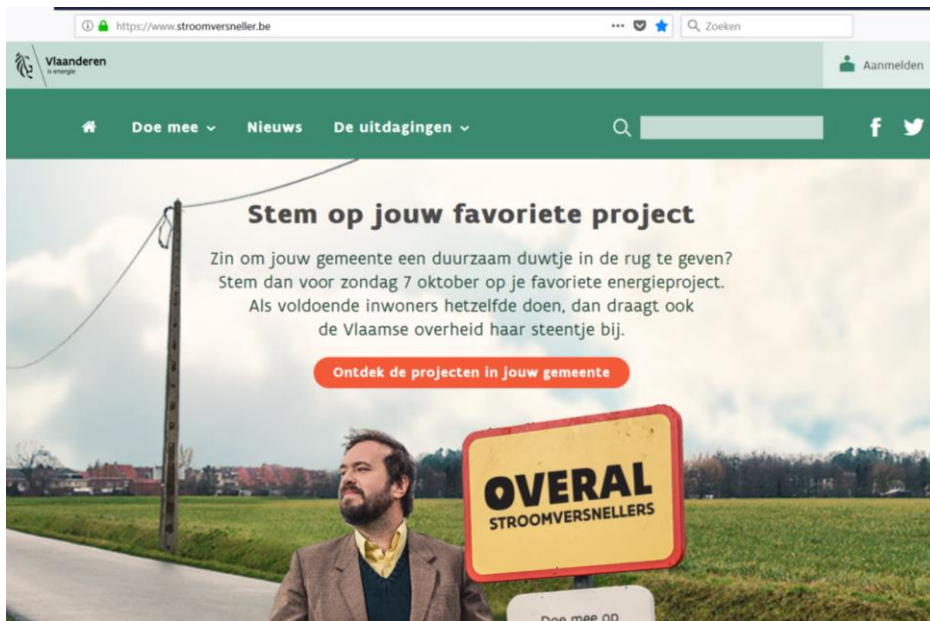 https://www.stroomversneller.be
Zoeken
Vlaanderen
is energie
Aanmelden
Doe mee
Nieuws
De uitdagingen
Stem op jouw favoriete project
Zin om jouw gemeente een duurzaam duwtje in de rug te geven?
Stem dan voor zondag 7 oktober op je favoriete energieproject.
Als voldoende inwoners hetzelfde doen, dan draagt ook
de Vlaamse overheid haar steentje bij.
Ontdek de projecten in jouw gemeente
OVERAL
STROOMVERSNELLERS
Doe mee op